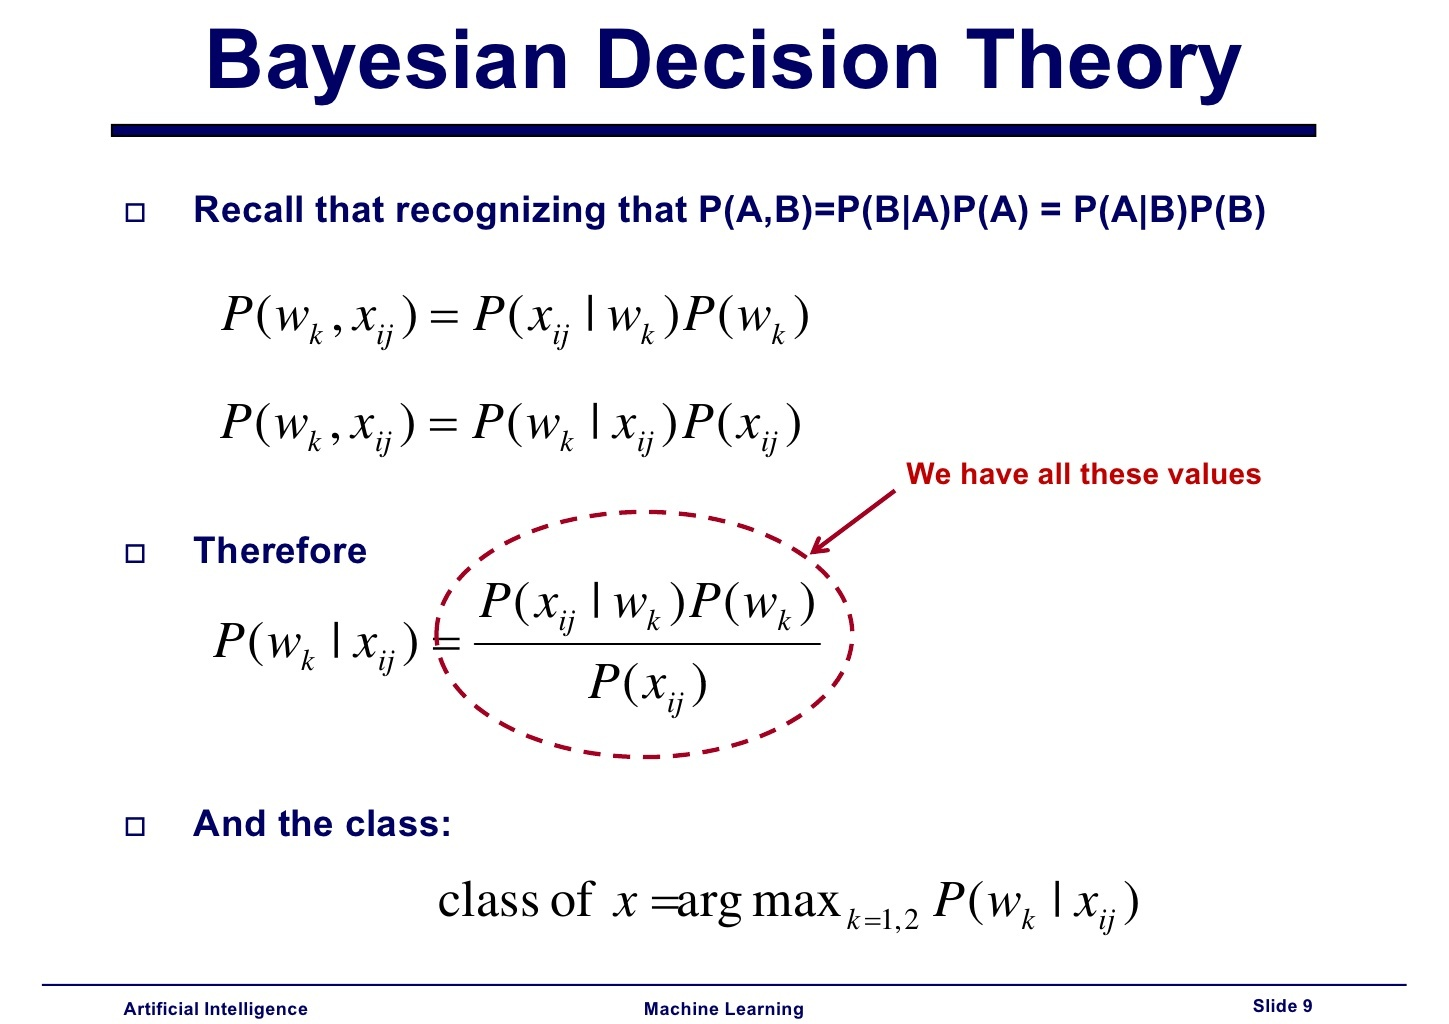 Bayesian Decision Theory
Recall that recognizing that P(A,B)=P(B|A)P(A) = P(A|B)P(B)
P(w_k, x_ij) = P(x_ij | w_k)P(w_k)
P(w_k, x_ij) = P(w_k | x_ij)P(x_ij)
We have all these values
Therefore
P(w_k | x_ij) = P(x_ij | w_k)P(w_k) / P(x_ij)
And the class:
class of x =arg max_{k=1,2} P(w_k | x_ij)
Artificial Intelligence Machine Learning Slide 9